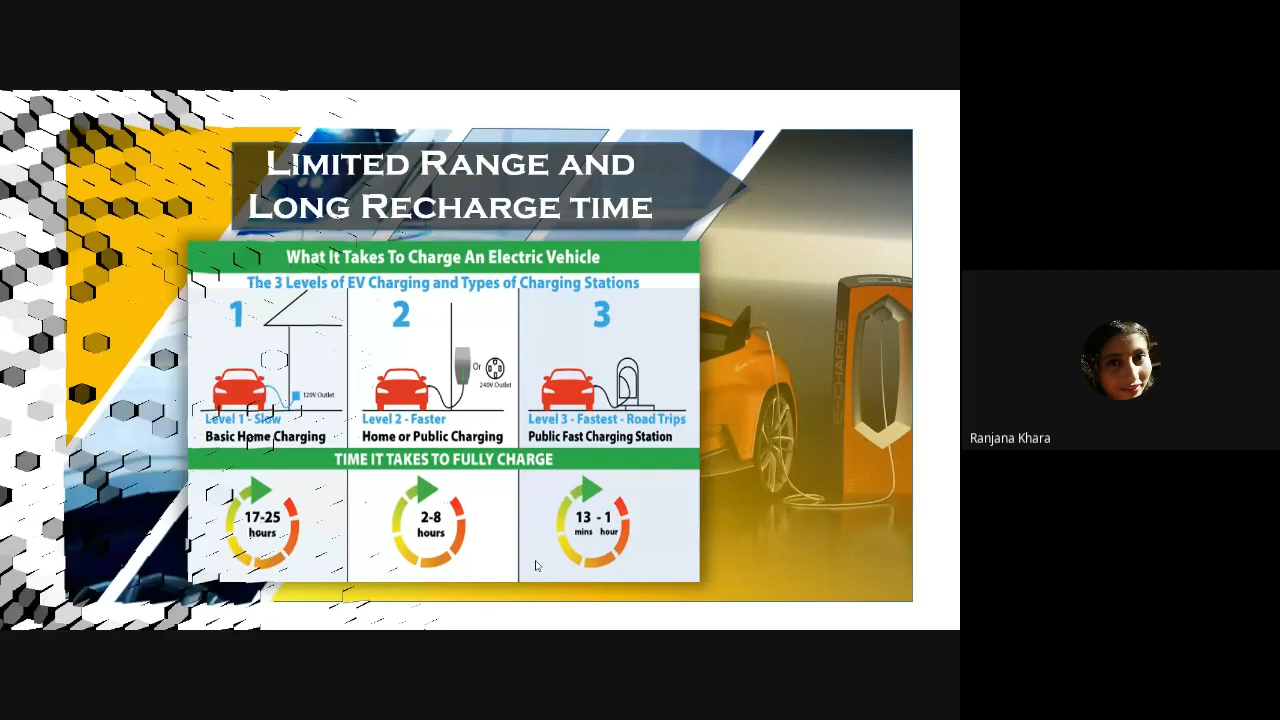 LIMITED RANGE AND
LONG RECHARGE TIME
What It Takes To Charge An Electric Vehicle
The 3 Levels of EV Charging and Types of Charging Stations
1
2
3
120V Outlet
Or
240V Outlet
Level 1 - Slow
Basic Home Charging
Level 2 - Faster
Home or Public Charging
Level 3 - Fastest - Road Trips
Public Fast Charging Station
TIME IT TAKES TO FULLY CHARGE
17-25
hours
2-8
hours
13 - 1
mins hour
E-CHARGE
Ranjana Khara